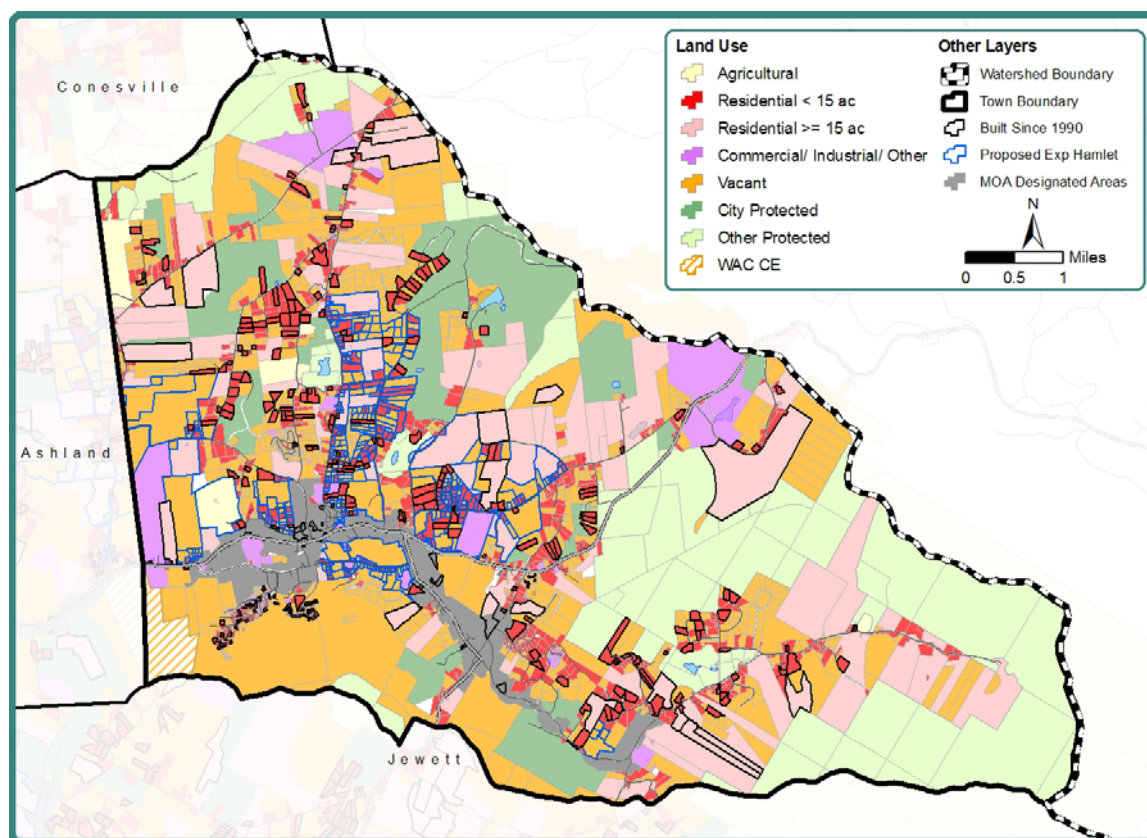 Conesville
Ashland
Jewett
Land Use
Agricultural
Residential < 15 ac
Residential >= 15 ac
Commercial/ Industrial/ Other
Vacant
City Protected
Other Protected
WAC CE
Other Layers
Watershed Boundary
Town Boundary
Built Since 1990
Proposed Exp Hamlet
MOA Designated Areas
N
Miles
0 0.5 1